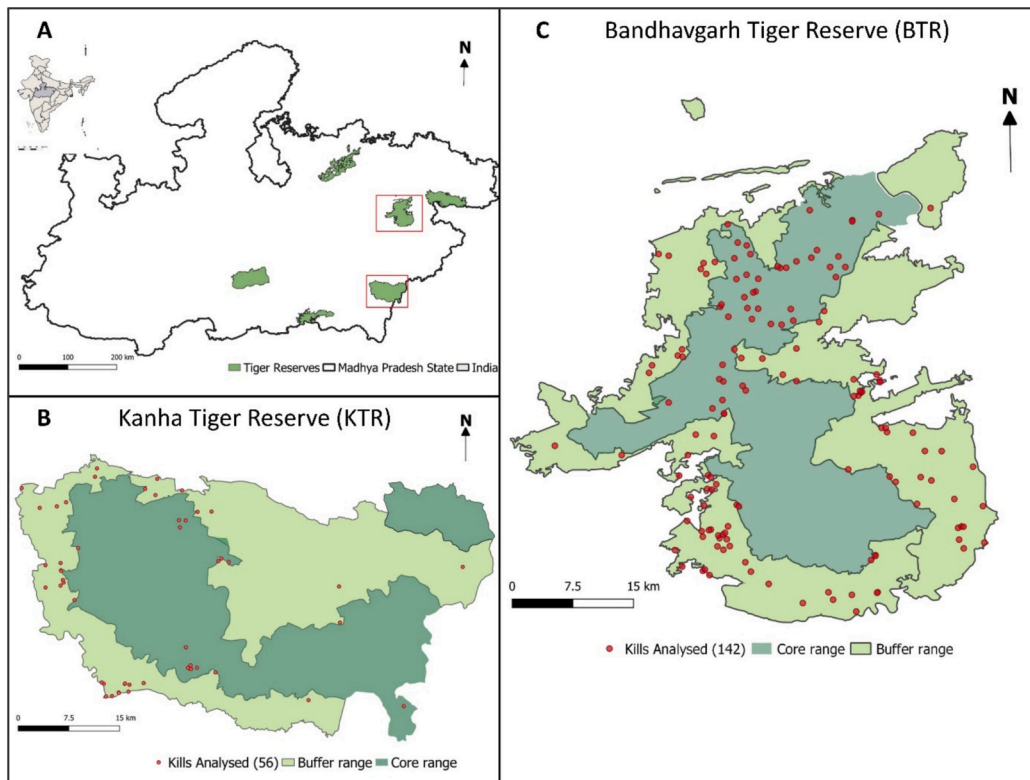 A
N
0 100 200 km
Tiger Reserves Madhya Pradesh State India
B Kanha Tiger Reserve (KTR)
N
0 7.5 15 km
Kills Analysed (56) Buffer range Core range
C Bandhavgarh Tiger Reserve (BTR)
N
0 7.5 15 km
Kills Analysed (142) Core range Buffer range